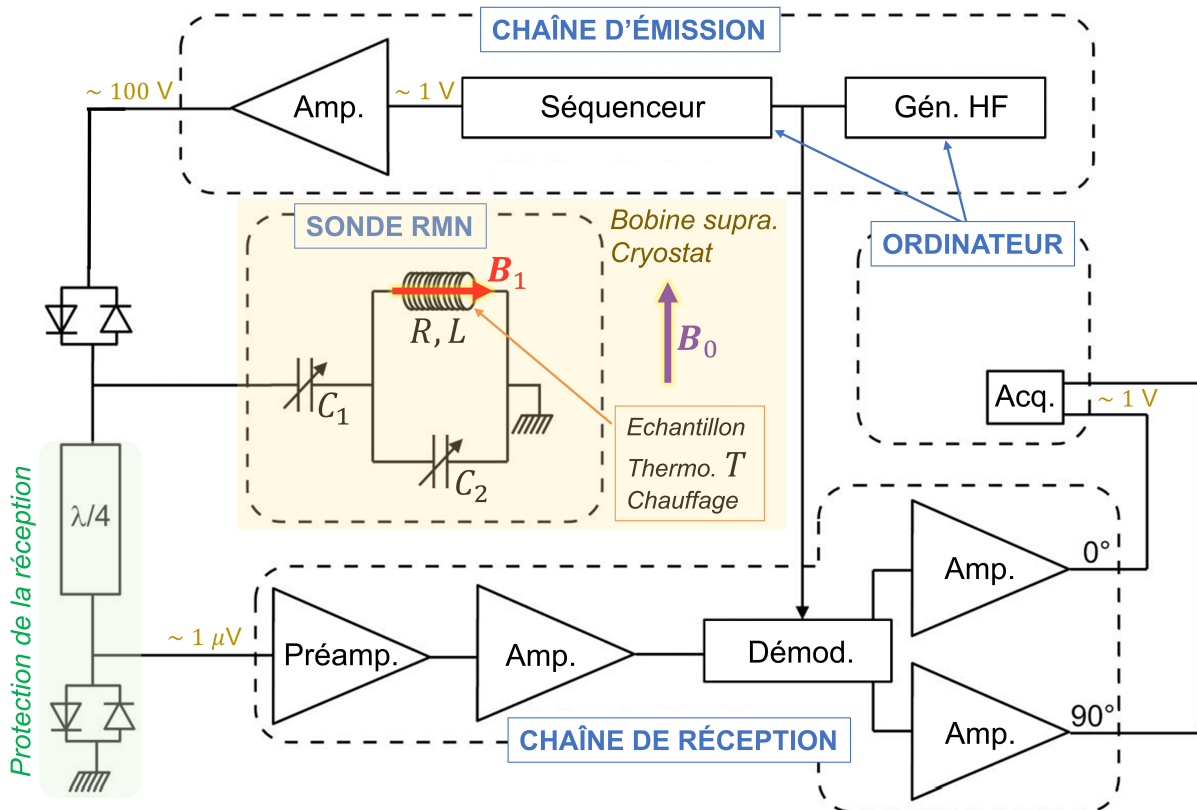 CHAÎNE D'ÉMISSION
~ 100 V
Amp.
~ 1 V
Séquenceur
Gén. HF
SONDE RMN
Bobine supra.
Cryostat
ORDINATEUR
B₁
R, L
B₀
C₁
C₂
Echantillon
Thermo. T
Chauffage
Acq.
~ 1 V
Protection de la réception
λ/4
~ 1 μV
Préamp.
Amp.
Démod.
Amp.
0°
Amp.
90°
CHAÎNE DE RÉCEPTION